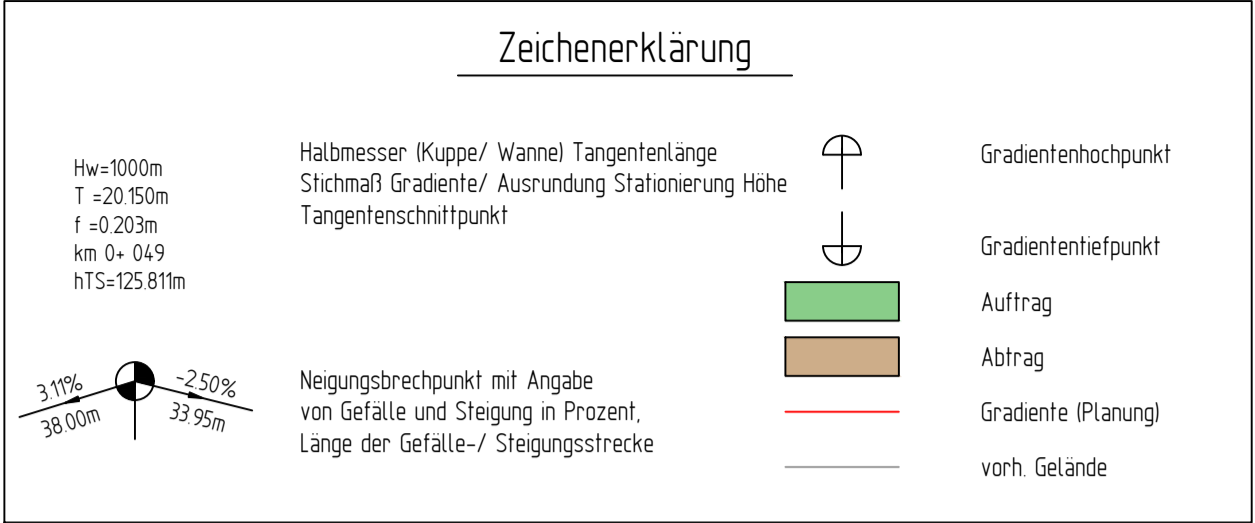 Zeichenerklärung
Hw=1000m
T =20.150m
f =0.203m
km 0+ 049
hTS=125.811m
Halbmesser (Kuppe/ Wanne) Tangentenlänge
Stichmaß Gradiente/ Ausrundung Stationierung Höhe
Tangentenschnittpunkt
Gradientenhochpunkt
Gradiententiefpunkt
Auftrag
Abtrag
Gradiente (Planung)
vorh. Gelände
3.11%
38.00m
-2.50%
33.95m
Neigungsbrechpunkt mit Angabe
von Gefälle und Steigung in Prozent,
Länge der Gefälle-/ Steigungsstrecke